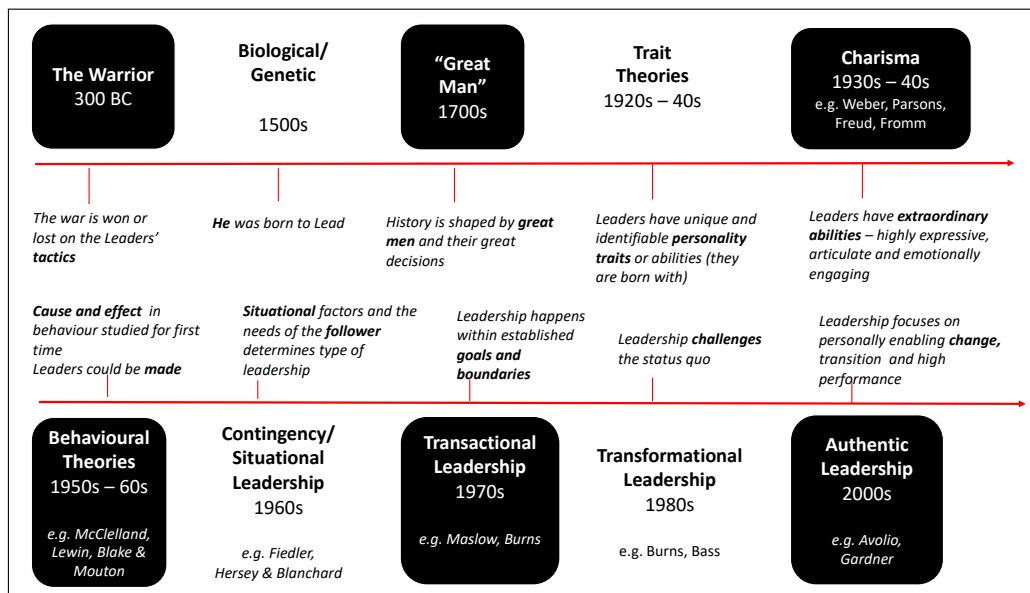 The Warrior
300 BC
Biological/
Genetic
1500s
“Great
Man”
1700s
Trait
Theories
1920s – 40s
Charisma
1930s – 40s
e.g. Weber, Parsons,
Freud, Fromm
The war is won or
lost on the Leaders’
tactics
He was born to Lead
History is shaped by great
men and their great
decisions
Leaders have unique and
identifiable personality
traits or abilities (they
are born with)
Leaders have extraordinary
abilities – highly expressive,
articulate and emotionally
engaging
Cause and effect in
behaviour studied for first
time
Leaders could be made
Situational factors and the
needs of the follower
determines type of
leadership
Leadership happens
within established
goals and
boundaries
Leadership challenges
the status quo
Leadership focuses on
personally enabling change,
transition and high
performance
Behavioural
Theories
1950s – 60s
e.g. McClelland,
Lewin, Blake &
Mouton
Contingency/
Situational
Leadership
1960s
e.g. Fiedler,
Hersey & Blanchard
Transactional
Leadership
1970s
e.g. Maslow, Burns
Transformational
Leadership
1980s
e.g. Burns, Bass
Authentic
Leadership
2000s
e.g. Avolio,
Gardner